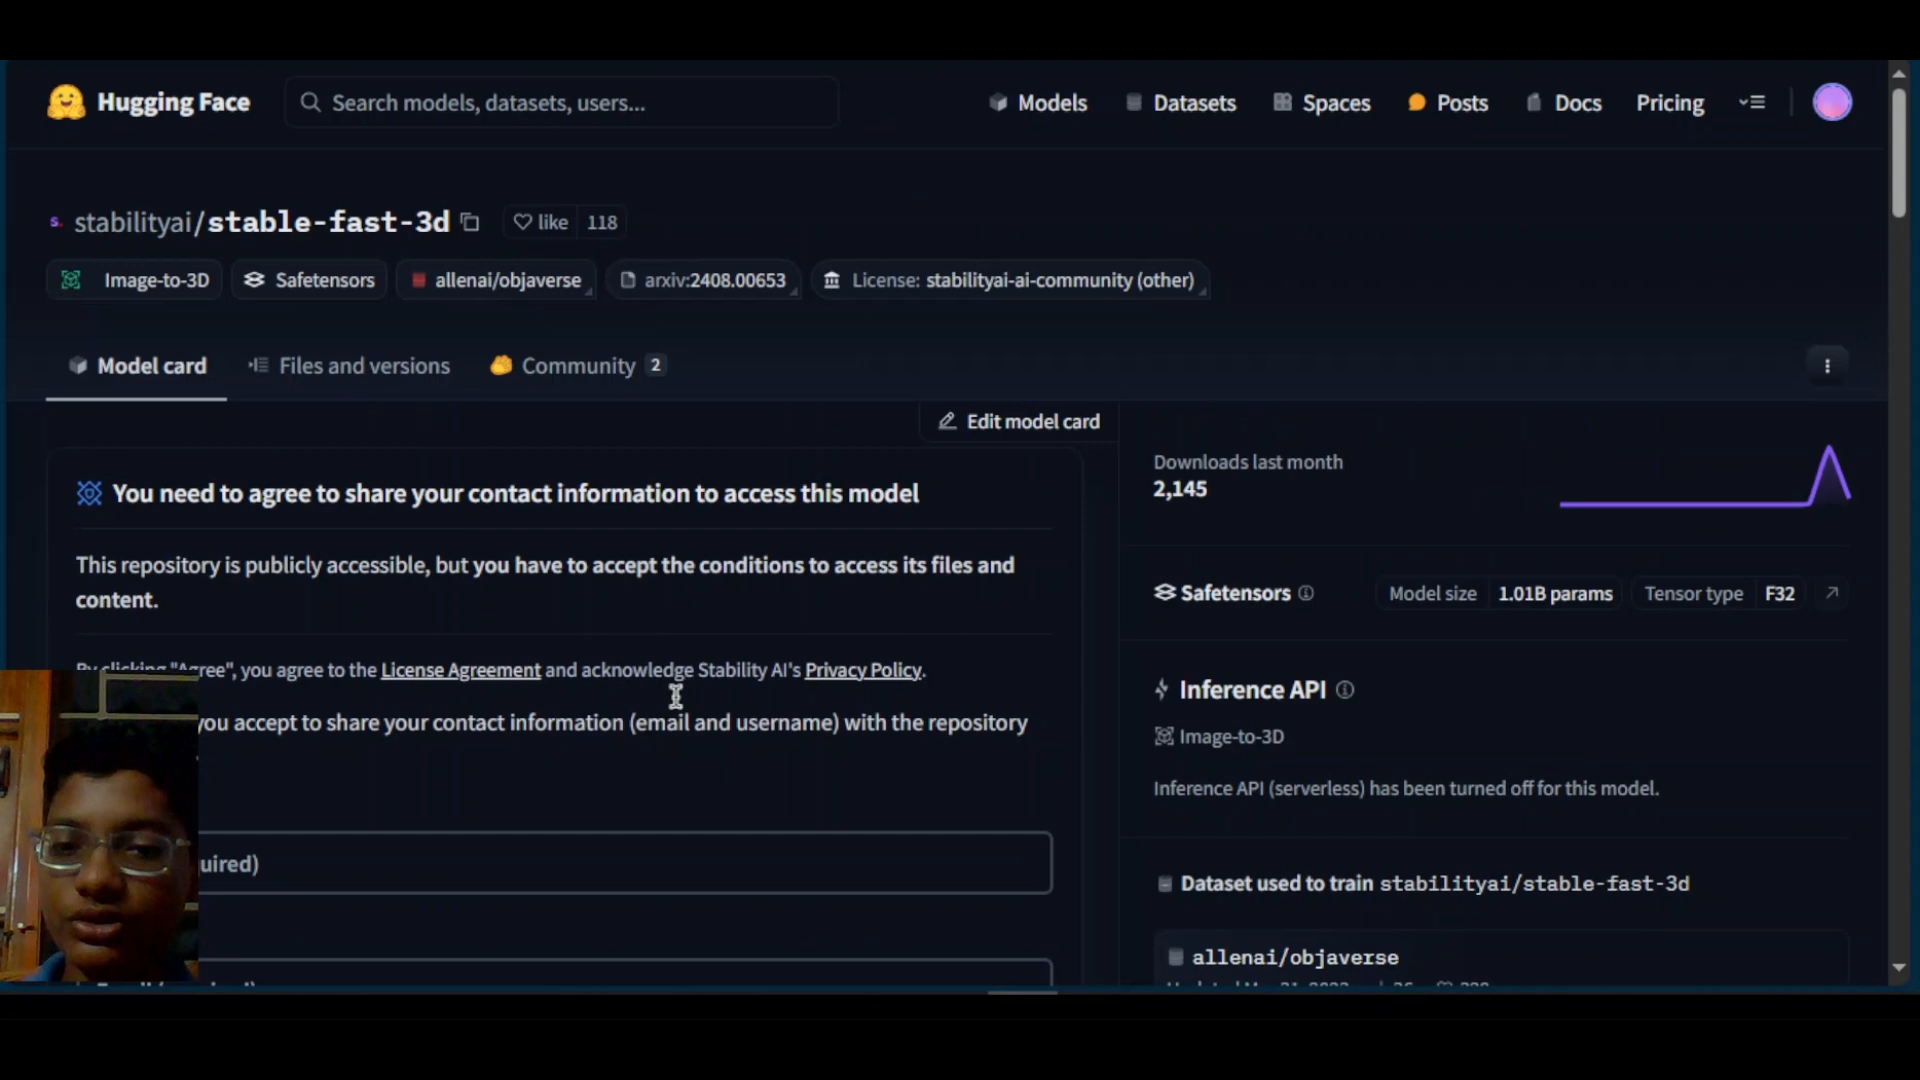 Hugging Face
Search models, datasets, users...
Models
Datasets
Spaces
Posts
Docs
Pricing
stabilityai/stable-fast-3d
like 118
Image-to-3D
Safetensors
allenai/objaverse
arxiv:2408.00653
License: stabilityai-ai-community (other)
Model card
Files and versions
Community 2
Edit model card
You need to agree to share your contact information to access this model
This repository is publicly accessible, but you have to accept the conditions to access its files and
content.
By clicking "Agree", you agree to the License Agreement and acknowledge Stability AI's Privacy Policy.
you accept to share your contact information (email and username) with the repository
uired)
Downloads last month
2,145
Safetensors
Model size 1.01B params
Tensor type F32
Inference API
Image-to-3D
Inference API (serverless) has been turned off for this model.
Dataset used to train stabilityai/stable-fast-3d
allenai/objaverse